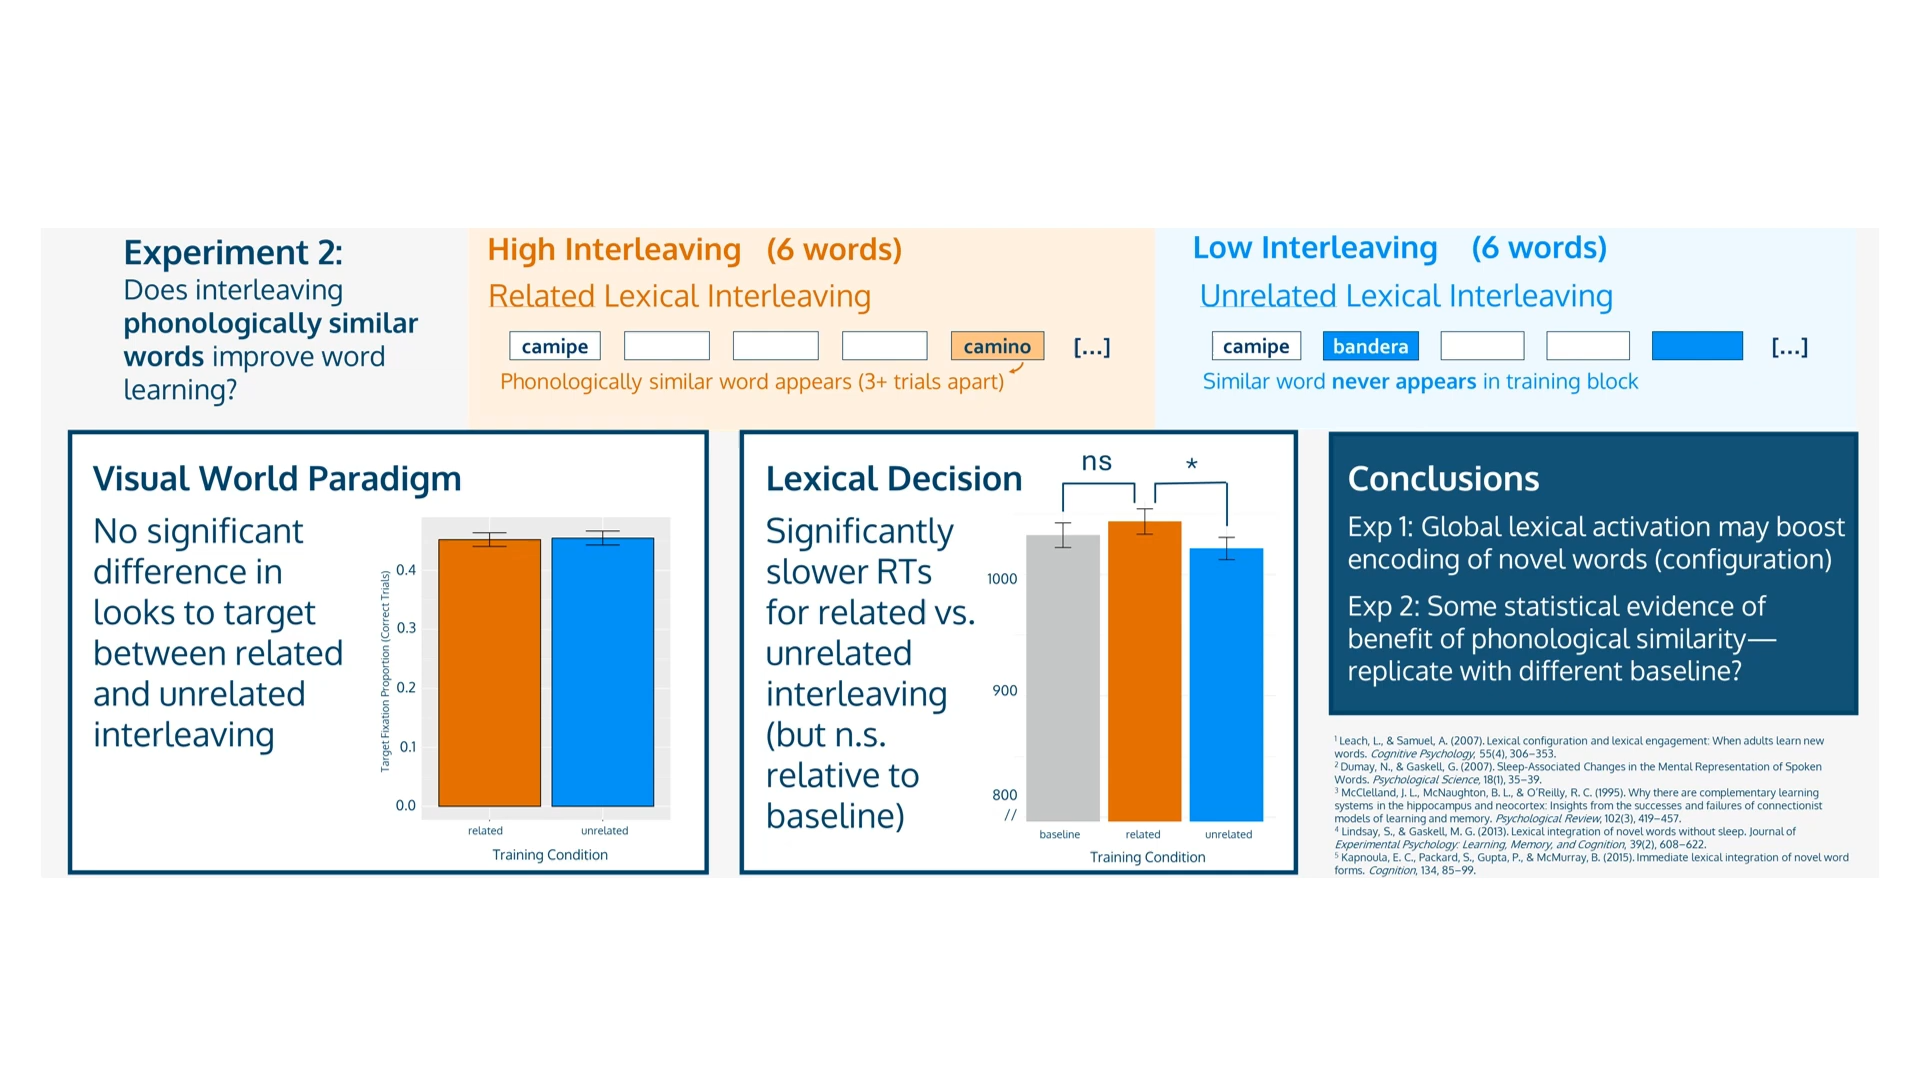 Experiment 2:
Does interleaving
phonologically similar
words improve word
learning?
High Interleaving (6 words)
Related Lexical Interleaving
camipe camino [...]
Phonologically similar word appears (3+ trials apart)
Low Interleaving (6 words)
Unrelated Lexical Interleaving
camipe bandera [...]
Similar word never appears in training block
Visual World Paradigm
No significant
difference in
looks to target
between related
and unrelated
interleaving
Target Fixation Proportion (Correct Trials)
0.4
0.3
0.2
0.1
0.0
related unrelated
Training Condition
Lexical Decision
Significantly
slower RTs
for related vs.
unrelated
interleaving
(but n.s.
relative to
baseline)
ns *
1000
900
800
//
baseline related unrelated
Training Condition
Conclusions
Exp 1: Global lexical activation may boost
encoding of novel words (configuration)
Exp 2: Some statistical evidence of
benefit of phonological similarity—
replicate with different baseline?
1 Leach, L., & Samuel, A. (2007). Lexical configuration and lexical engagement: When adults learn new
words. Cognitive Psychology, 55(4), 306–353.
2 Dumay, N., & Gaskell, G. (2007). Sleep-Associated Changes in the Mental Representation of Spoken
Words. Psychological Science, 18(1), 35–39.
3 McClelland, J. L., McNaughton, B. L., & O'Reilly, R. C. (1995). Why there are complementary learning
systems in the hippocampus and neocortex: Insights from the successes and failures of connectionist
models of learning and memory. Psychological Review, 102(3), 419–457.
4 Lindsay, S., & Gaskell, M. G. (2013). Lexical integration of novel words without sleep. Journal of
Experimental Psychology: Learning, Memory, and Cognition, 39(2), 608–622.
5 Kapnoula, E. C., Packard, S., Gupta, P., & McMurray, B. (2015). Immediate lexical integration of novel word
forms. Cognition, 134, 85–99.